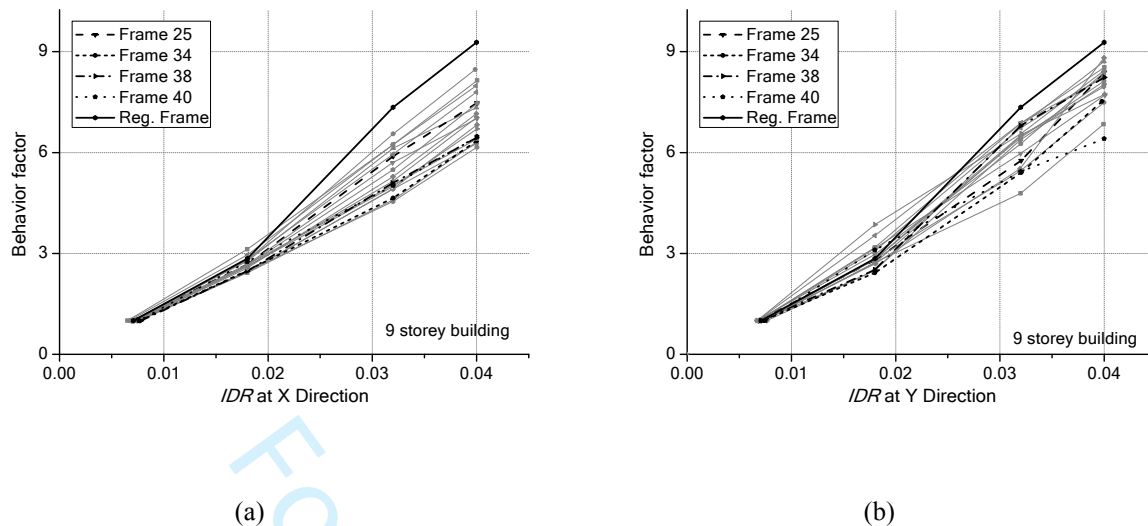 Behavior factor
9
6
3
0
Frame 25
Frame 34
Frame 38
Frame 40
Reg. Frame
9 storey building
0.00 0.01 0.02 0.03 0.04
IDR at X Direction
(a)
Behavior factor
9
6
3
0
Frame 25
Frame 34
Frame 38
Frame 40
Reg. Frame
9 storey building
0.00 0.01 0.02 0.03 0.04
IDR at Y Direction
(b)